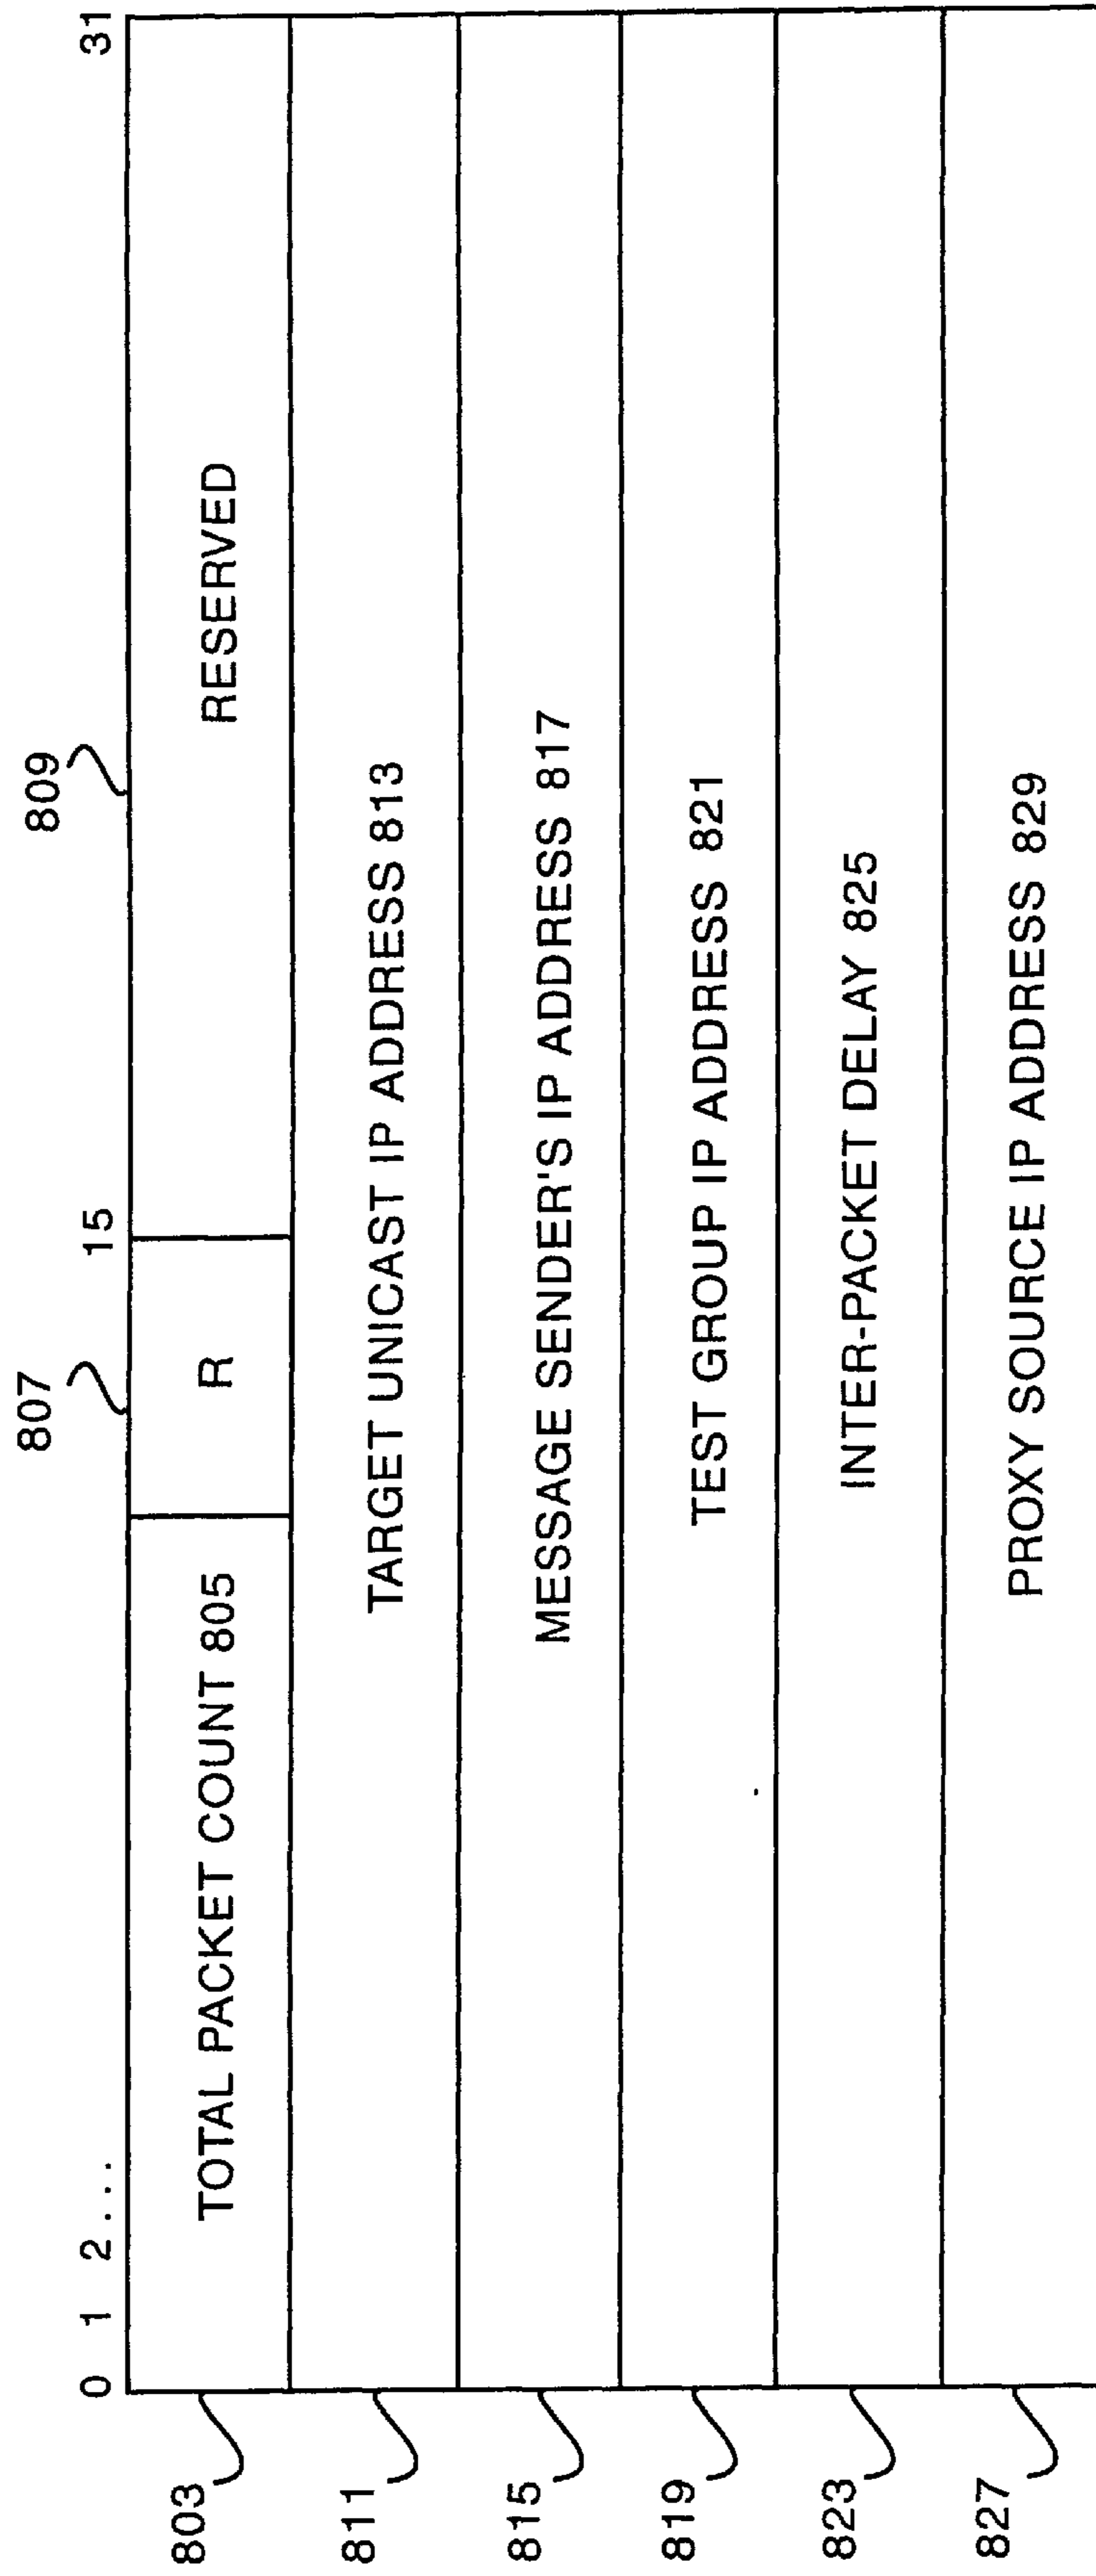 809
807
0 1 2 . . . 15 31
803 TOTAL PACKET COUNT 805 R RESERVED
811 TARGET UNICAST IP ADDRESS 813
815 MESSAGE SENDER'S IP ADDRESS 817
819 TEST GROUP IP ADDRESS 821
823 INTER-PACKET DELAY 825
827 PROXY SOURCE IP ADDRESS 829